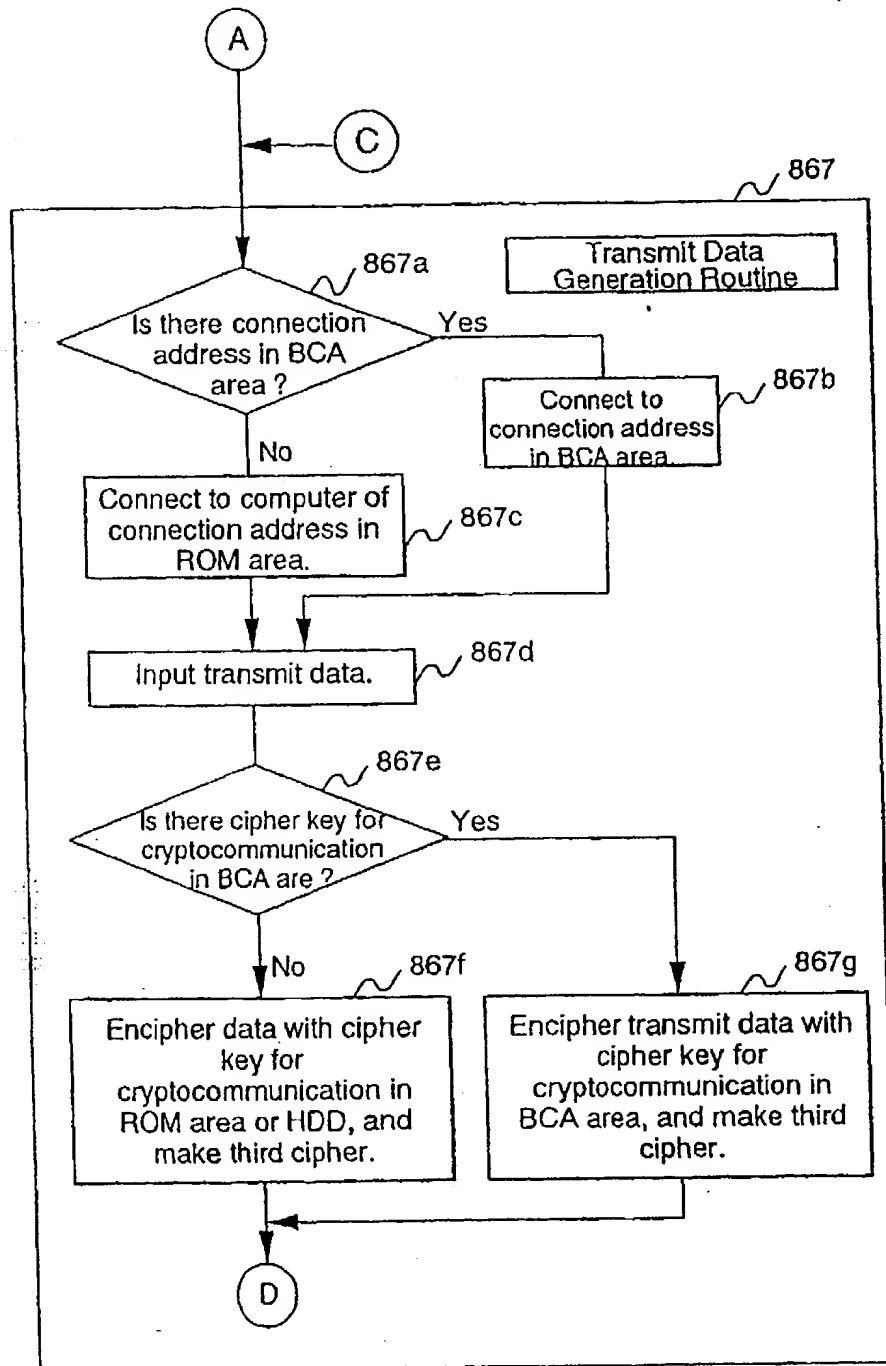 A
C
867
867a
Transmit Data
Generation Routine
Is there connection
address in BCA
area ?
Yes
867b
Connect to
connection address
in BCA area.
No
Connect to computer of
connection address in
ROM area.
867c
867d
Input transmit data.
867e
Is there cipher key for
cryptocommunication
in BCA are ?
Yes
No
867f
867g
Encipher data with cipher
key for
cryptocommunication in
ROM area or HDD, and
make third cipher.
Encipher transmit data with
cipher key for
cryptocommunication in
BCA area, and make third
cipher.
D